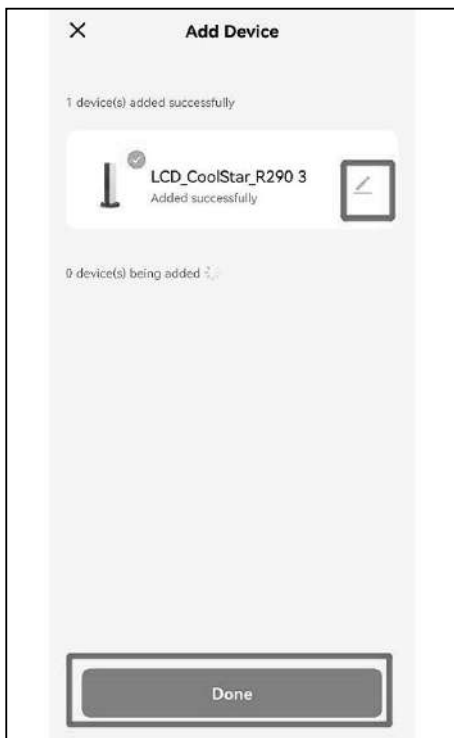 Add Device
1 device(s) added successfully
LCD_CoolStar_R290 3
Added successfully
0 device(s) being added
Done